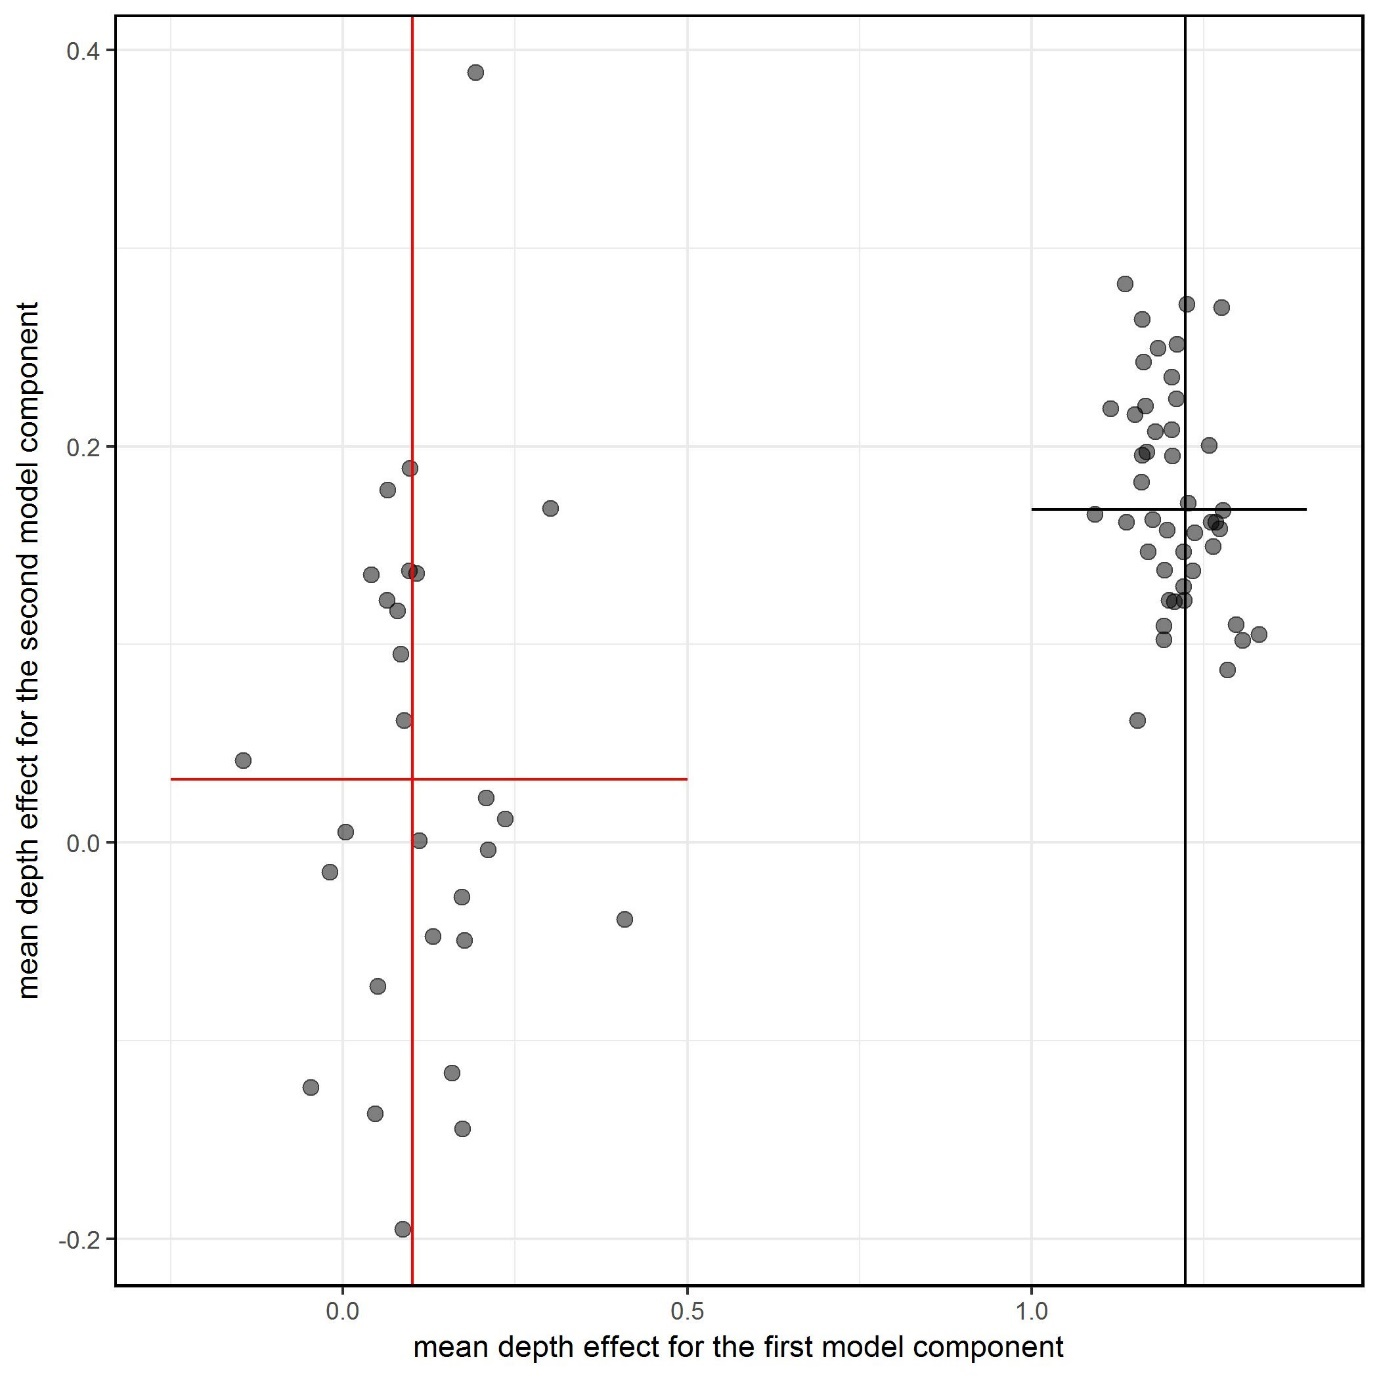 0.4
0.2
0.0
-0.2
mean depth effect for the second model component
0.0 0.5 1.0
mean depth effect for the first model component